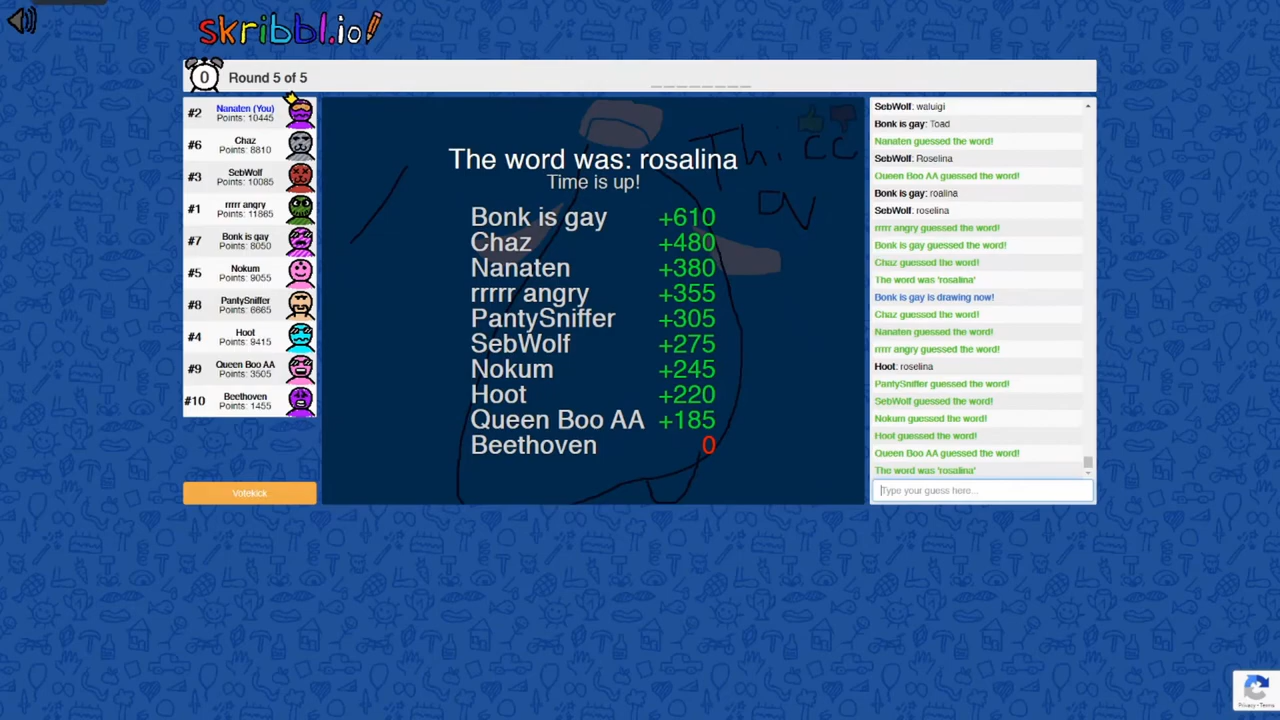 skribbl.io
0
Round 5 of 5
_ _ _ _ _ _ _ _
#2
Nanaten (You)
Points: 10445
#6
Chaz
Points: 8810
#3
SebWolf
Points: 10085
#1
rrrrr angry
Points: 11865
#7
Bonk is gay
Points: 8050
#5
Nokum
Points: 9055
#8
PantySniffer
Points: 6665
#4
Hoot
Points: 9415
#9
Queen Boo AA
Points: 3505
#10
Beethoven
Points: 1455
Votekick
Thicc
The word was: rosalina
Time is up!
Bonk is gay +610
Chaz +480
Nanaten +380
rrrrr angry +355
PantySniffer +305
SebWolf +275
Nokum +245
Hoot +220
Queen Boo AA +185
Beethoven 0
SebWolf: waluigi
Bonk is gay: Toad
Nanaten guessed the word!
SebWolf: Roselina
Queen Boo AA guessed the word!
Bonk is gay: roalina
SebWolf: roselina
rrrrr angry guessed the word!
Bonk is gay guessed the word!
Chaz guessed the word!
The word was 'rosalina'
Bonk is gay is drawing now!
Chaz guessed the word!
Nanaten guessed the word!
rrrrr angry guessed the word!
Hoot: roselina
PantySniffer guessed the word!
SebWolf guessed the word!
Nokum guessed the word!
Hoot guessed the word!
Queen Boo AA guessed the word!
The word was 'rosalina'
Type your guess here...
Privacy - Terms